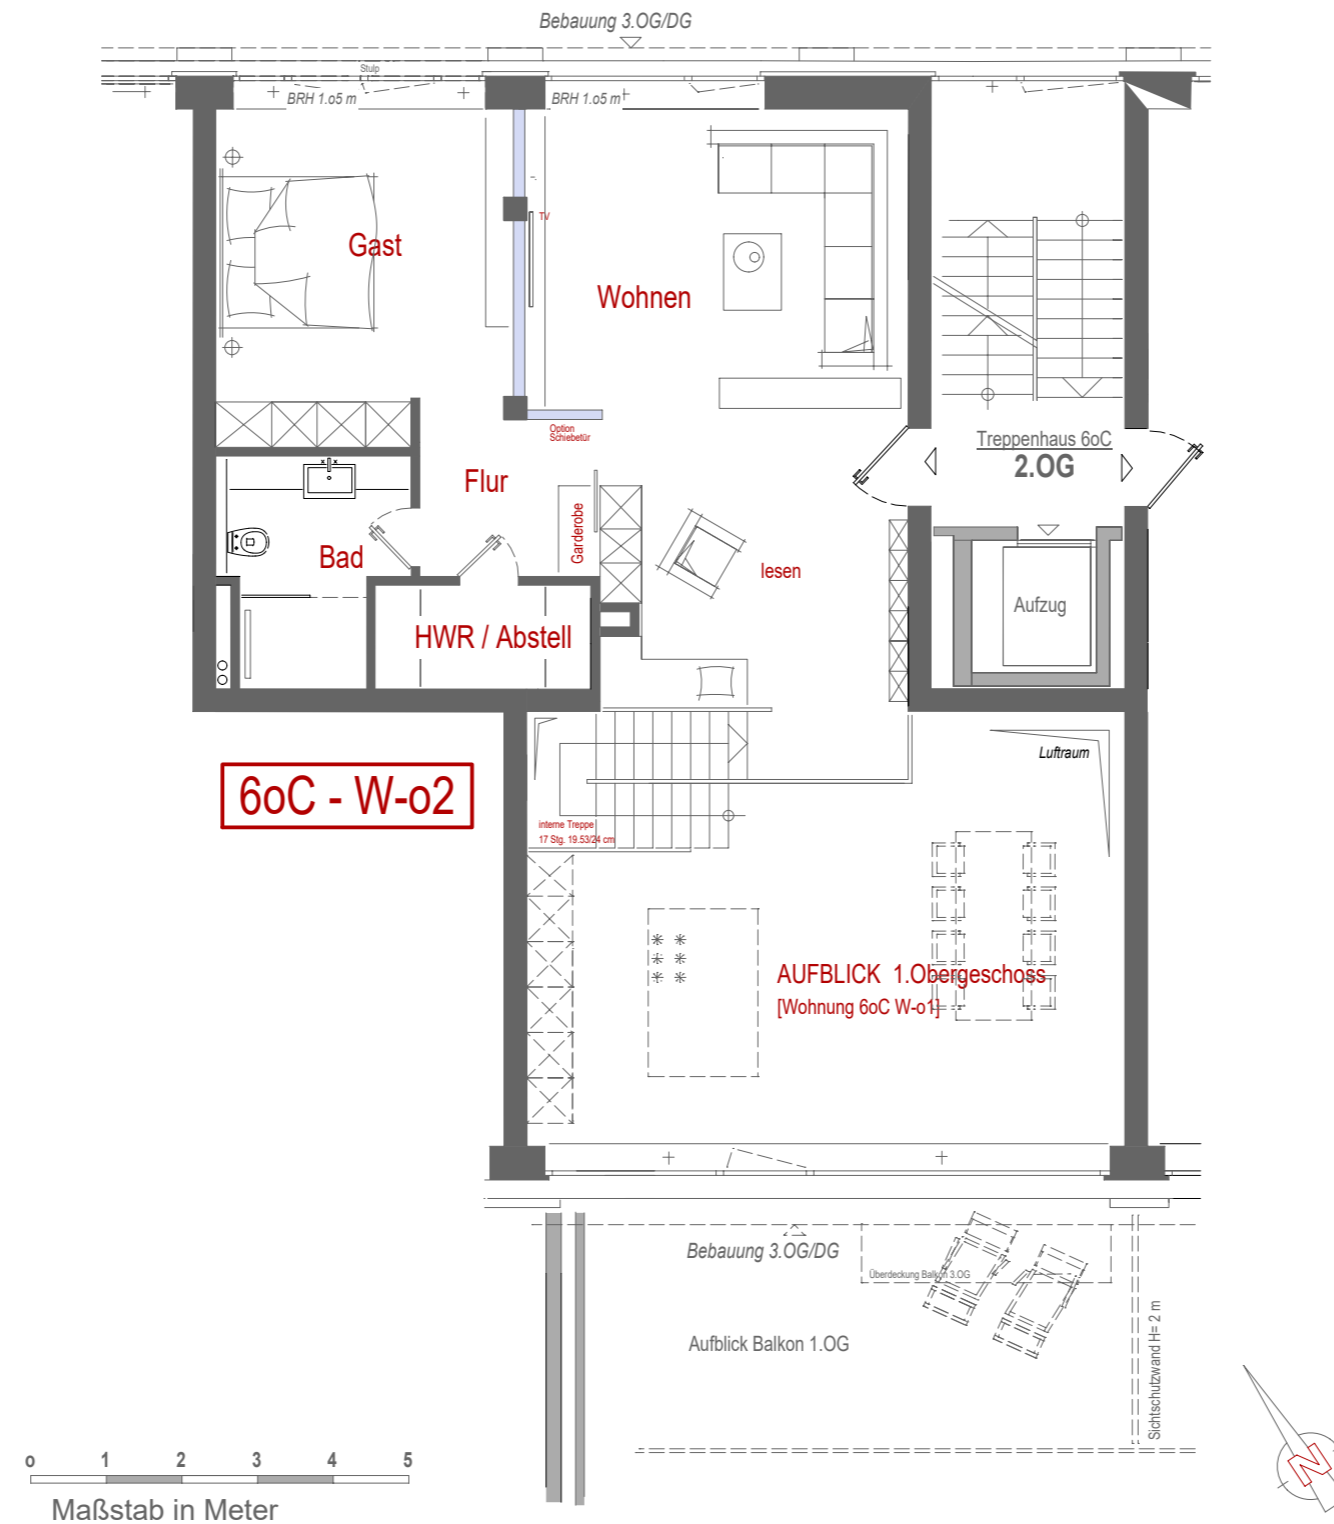 Bebauung 3.OG/DG
Stulp
BRH 1.o5 m
BRH 1.o5 m
TV
Gast
Wohnen
Option
Schiebetür
Treppenhaus 6oC
2.OG
Flur
Garderobe
Bad
lesen
Aufzug
HWR / Abstell
Luftraum
6oC - W-o2
interne Treppe
17 Stg. 19.53/24 cm
AUFBLICK 1.Obergeschoss
[Wohnung 6oC W-o1]
Bebauung 3.OG/DG
Überdeckung Balkon 3.OG
Aufblick Balkon 1.OG
Sichtschutzwand H= 2 m
o 1 2 3 4 5
Maßstab in Meter
N